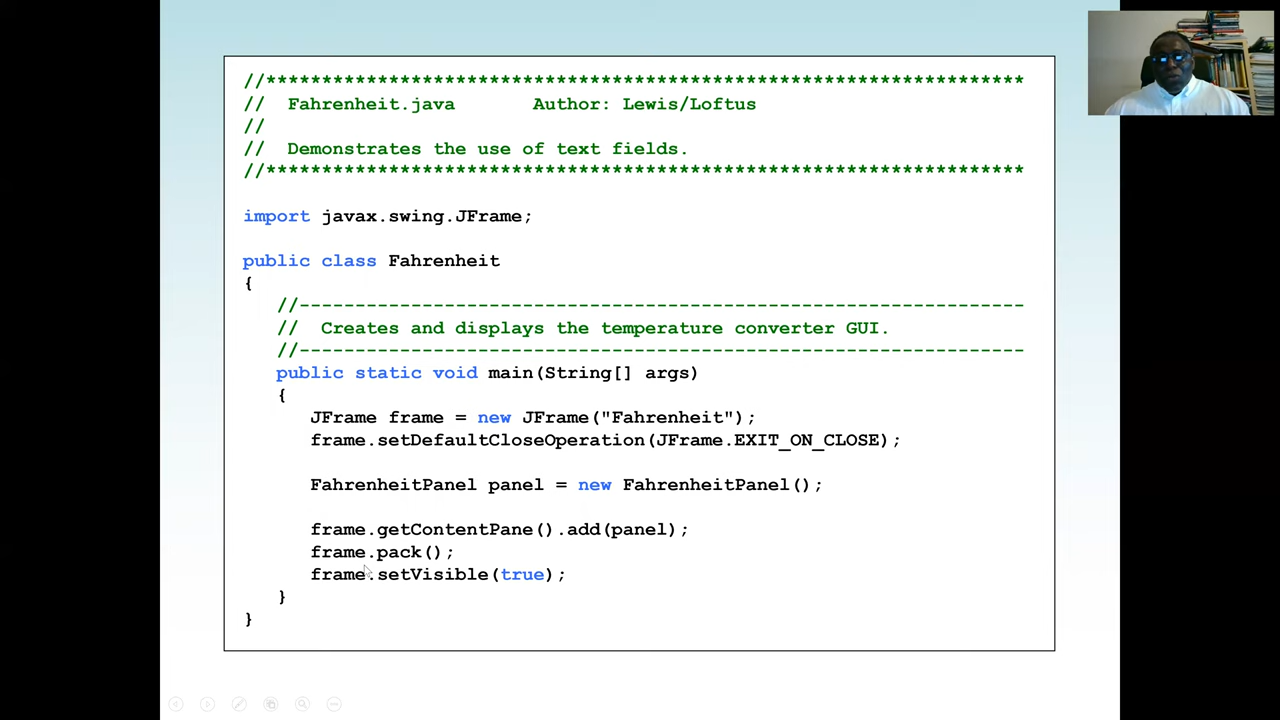 //********************************************************************
//  Fahrenheit.java       Author: Lewis/Loftus
//
//  Demonstrates the use of text fields.
//********************************************************************
import javax.swing.JFrame;
public class Fahrenheit
{
   //-----------------------------------------------------------------
   //  Creates and displays the temperature converter GUI.
   //-----------------------------------------------------------------
   public static void main(String[] args)
   {
      JFrame frame = new JFrame("Fahrenheit");
      frame.setDefaultCloseOperation(JFrame.EXIT_ON_CLOSE);
      FahrenheitPanel panel = new FahrenheitPanel();
      frame.getContentPane().add(panel);
      frame.pack();
      frame.setVisible(true);
   }
}